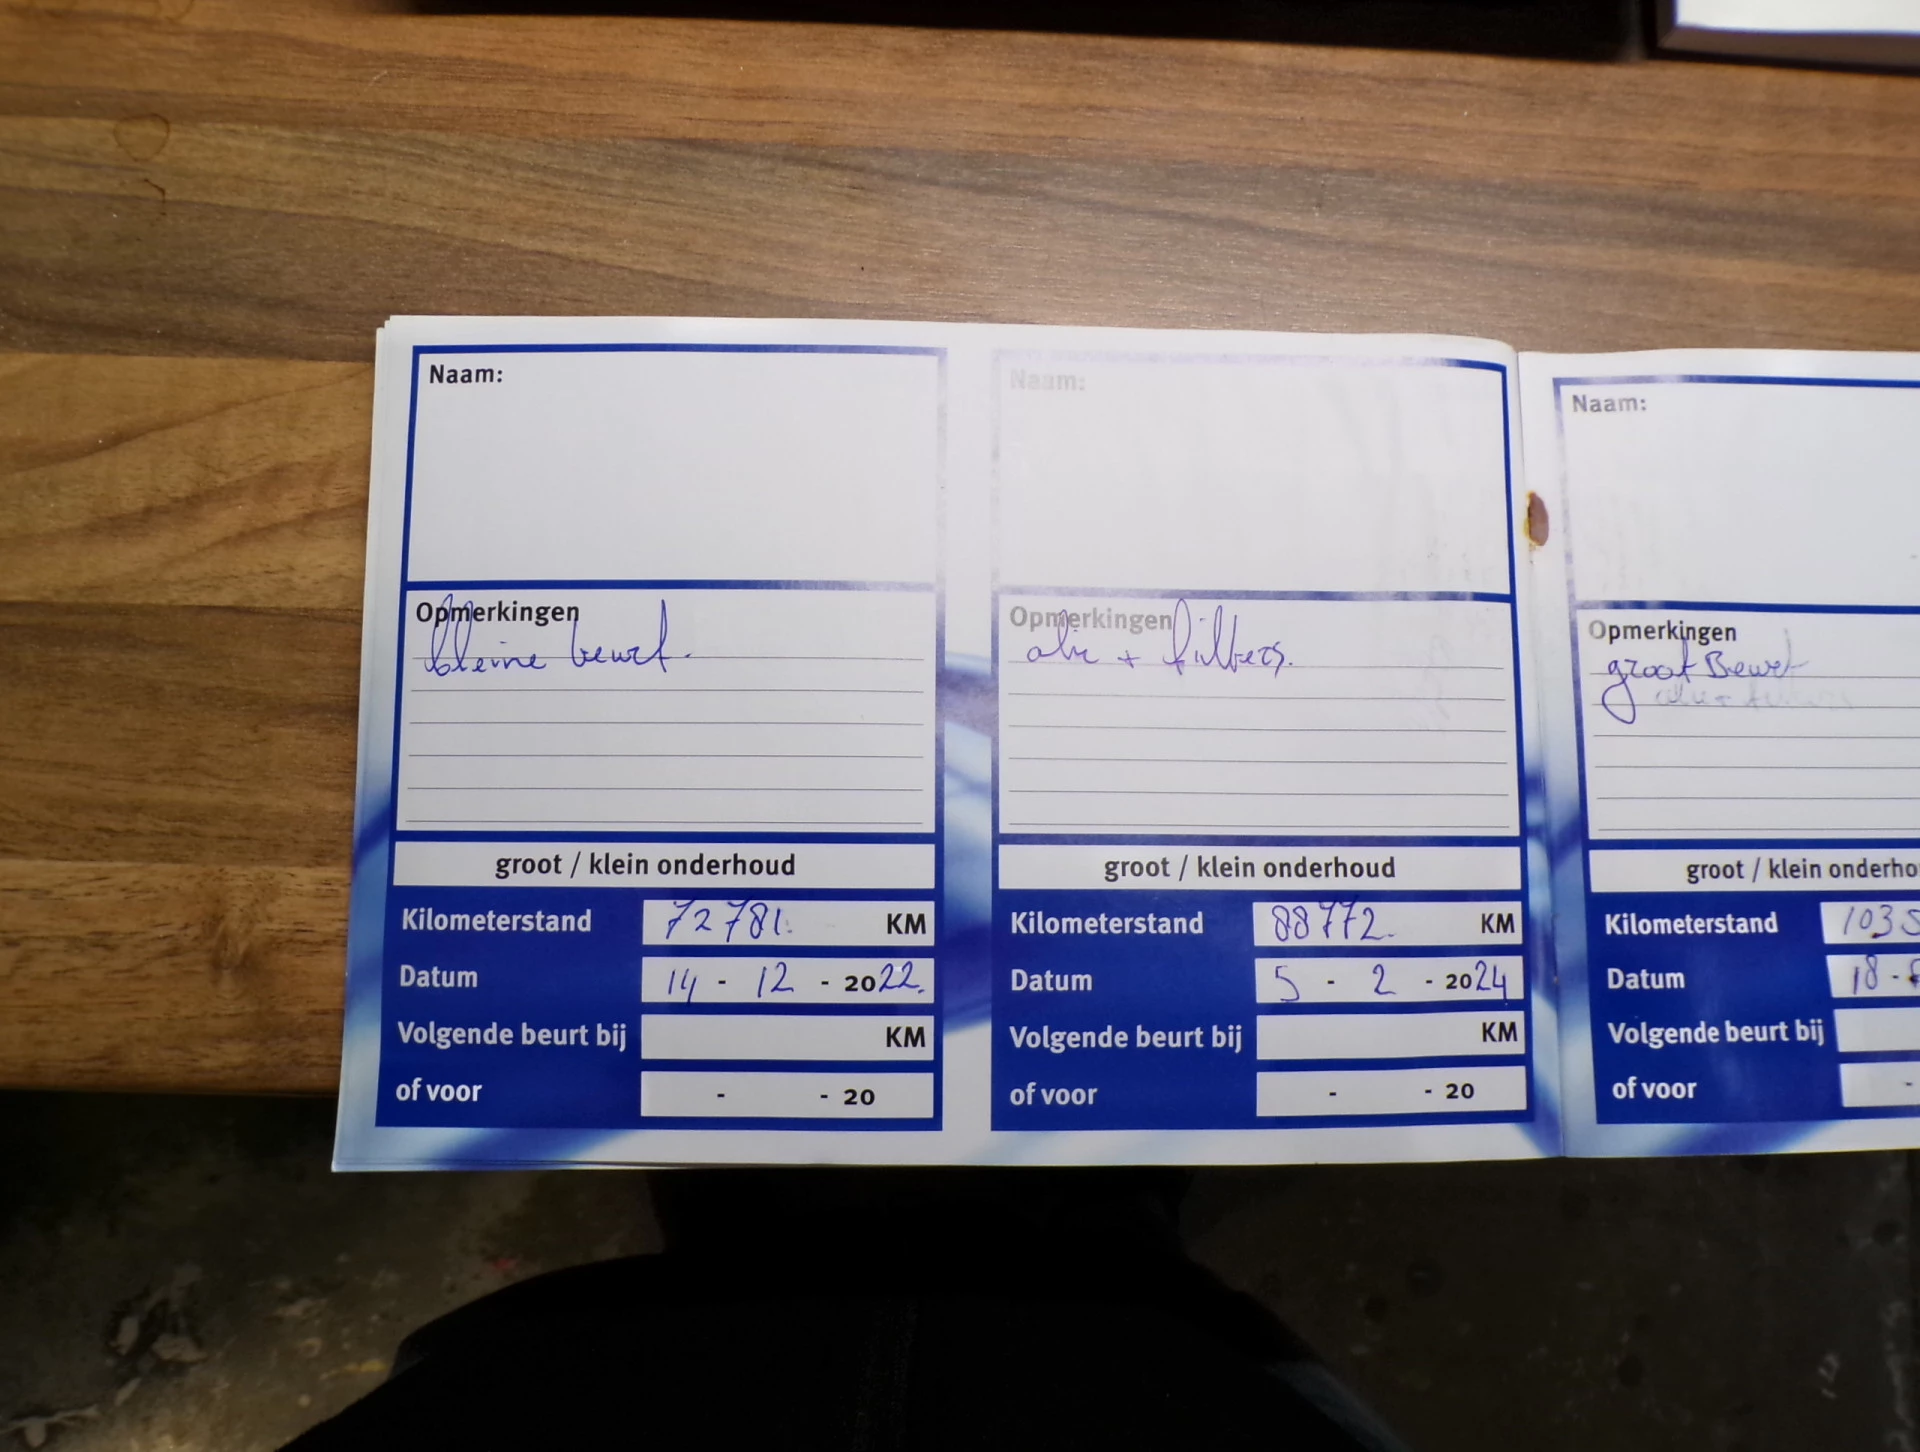 Naam:
Opmerkingen
kleine beurt.
groot / klein onderhoud
Kilometerstand 72781. KM
Datum 14 - 12 - 2022.
Volgende beurt bij KM
of voor - - 20
Naam:
Opmerkingen
olie + filters.
groot / klein onderhoud
Kilometerstand 88772. KM
Datum 5 - 2 - 2024
Volgende beurt bij KM
of voor - - 20
Naam:
Opmerkingen
groot Beurt
groot / klein onderho
Kilometerstand 103
Datum 18 -
Volgende beurt bij
of voor -